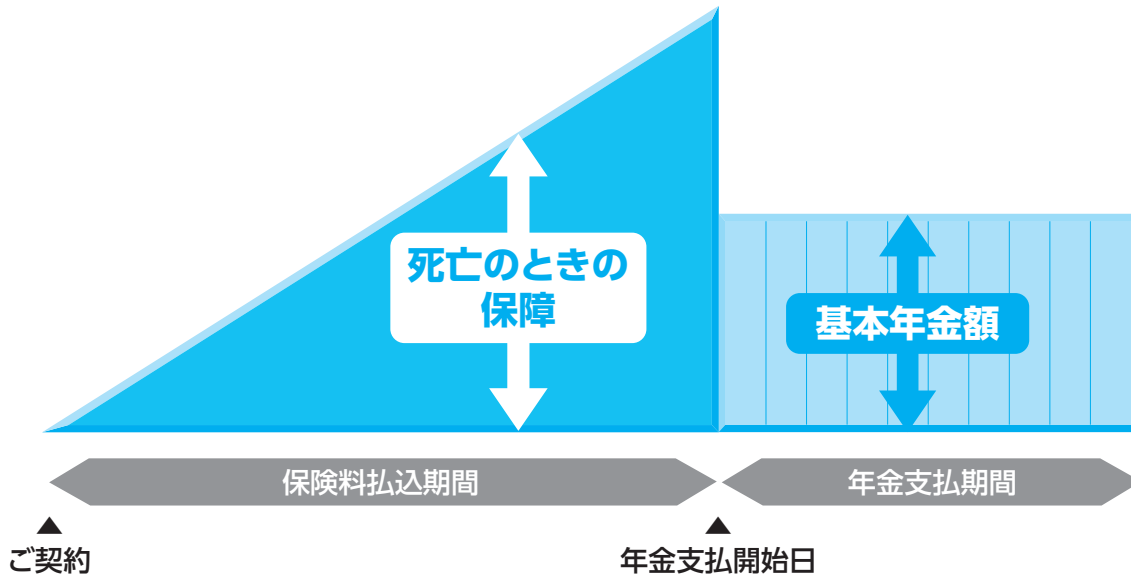 死亡のときの
保障
基本年金額
保険料払込期間
年金支払期間
ご契約
年金支払開始日